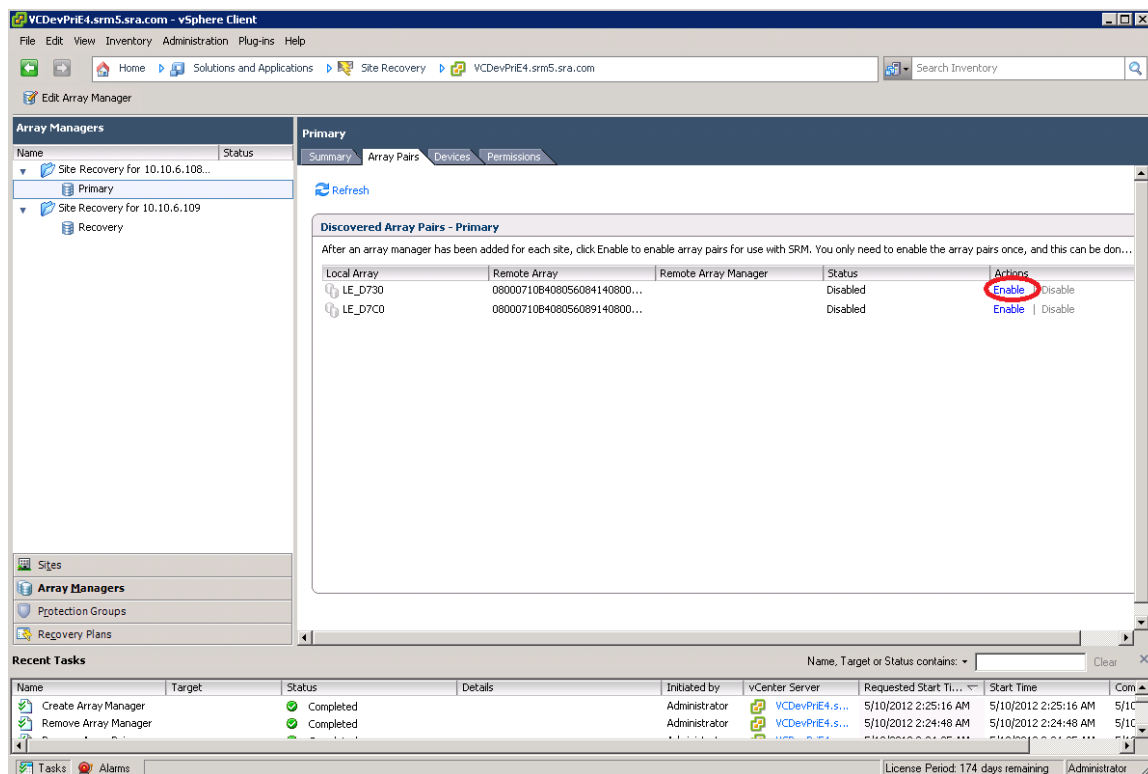 VCDevPriE4.srm5.sra.com - vSphere Client
File Edit View Inventory Administration Plug-ins Help
Home Solutions and Applications Site Recovery VCDevPriE4.srm5.sra.com Search Inventory
Edit Array Manager
Array Managers
Name Status
Site Recovery for 10.10.6.108...
Primary
Site Recovery for 10.10.6.109
Recovery
Sites
Array Managers
Protection Groups
Recovery Plans
Primary
Summary Array Pairs Devices Permissions
Refresh
Discovered Array Pairs - Primary
After an array manager has been added for each site, click Enable to enable array pairs for use with SRM. You only need to enable the array pairs once, and this can be don...
Local Array Remote Array Remote Array Manager Status Actions
LE_D730 08000710B408056084140800... Disabled Enable | Disable
LE_D7C0 08000710B408056089140800... Disabled Enable | Disable
Recent Tasks Name, Target or Status contains: Clear
Name Target Status Details Initiated by vCenter Server Requested Start Ti... Start Time Com
Create Array Manager Completed Administrator VCDevPriE4.s... 5/10/2012 2:25:16 AM 5/10/2012 2:25:16 AM 5/10
Remove Array Manager Completed Administrator VCDevPriE4.s... 5/10/2012 2:24:48 AM 5/10/2012 2:24:48 AM 5/10
Tasks Alarms License Period: 174 days remaining Administrator